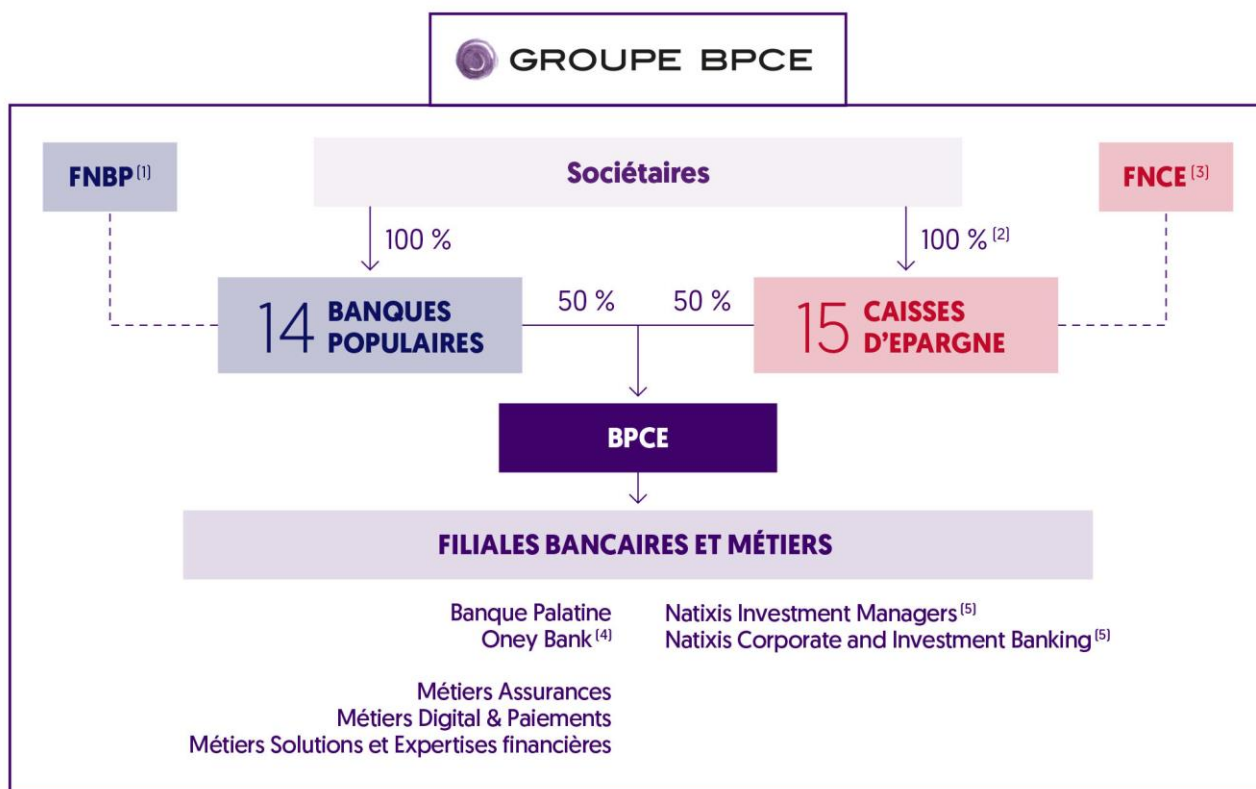 GROUPE BPCE
FNBP (1)
Sociétaires
FNCE (3)
100 %
100 % (2)
14 BANQUES
POPULAIRES
50 %
50 %
15 CAISSES
D'EPARGNE
BPCE
FILIALES BANCAIRES ET MÉTIERS
Banque Palatine
Oney Bank (4)
Natixis Investment Managers (5)
Natixis Corporate and Investment Banking (5)
Métiers Assurances
Métiers Digital & Paiements
Métiers Solutions et Expertises financières